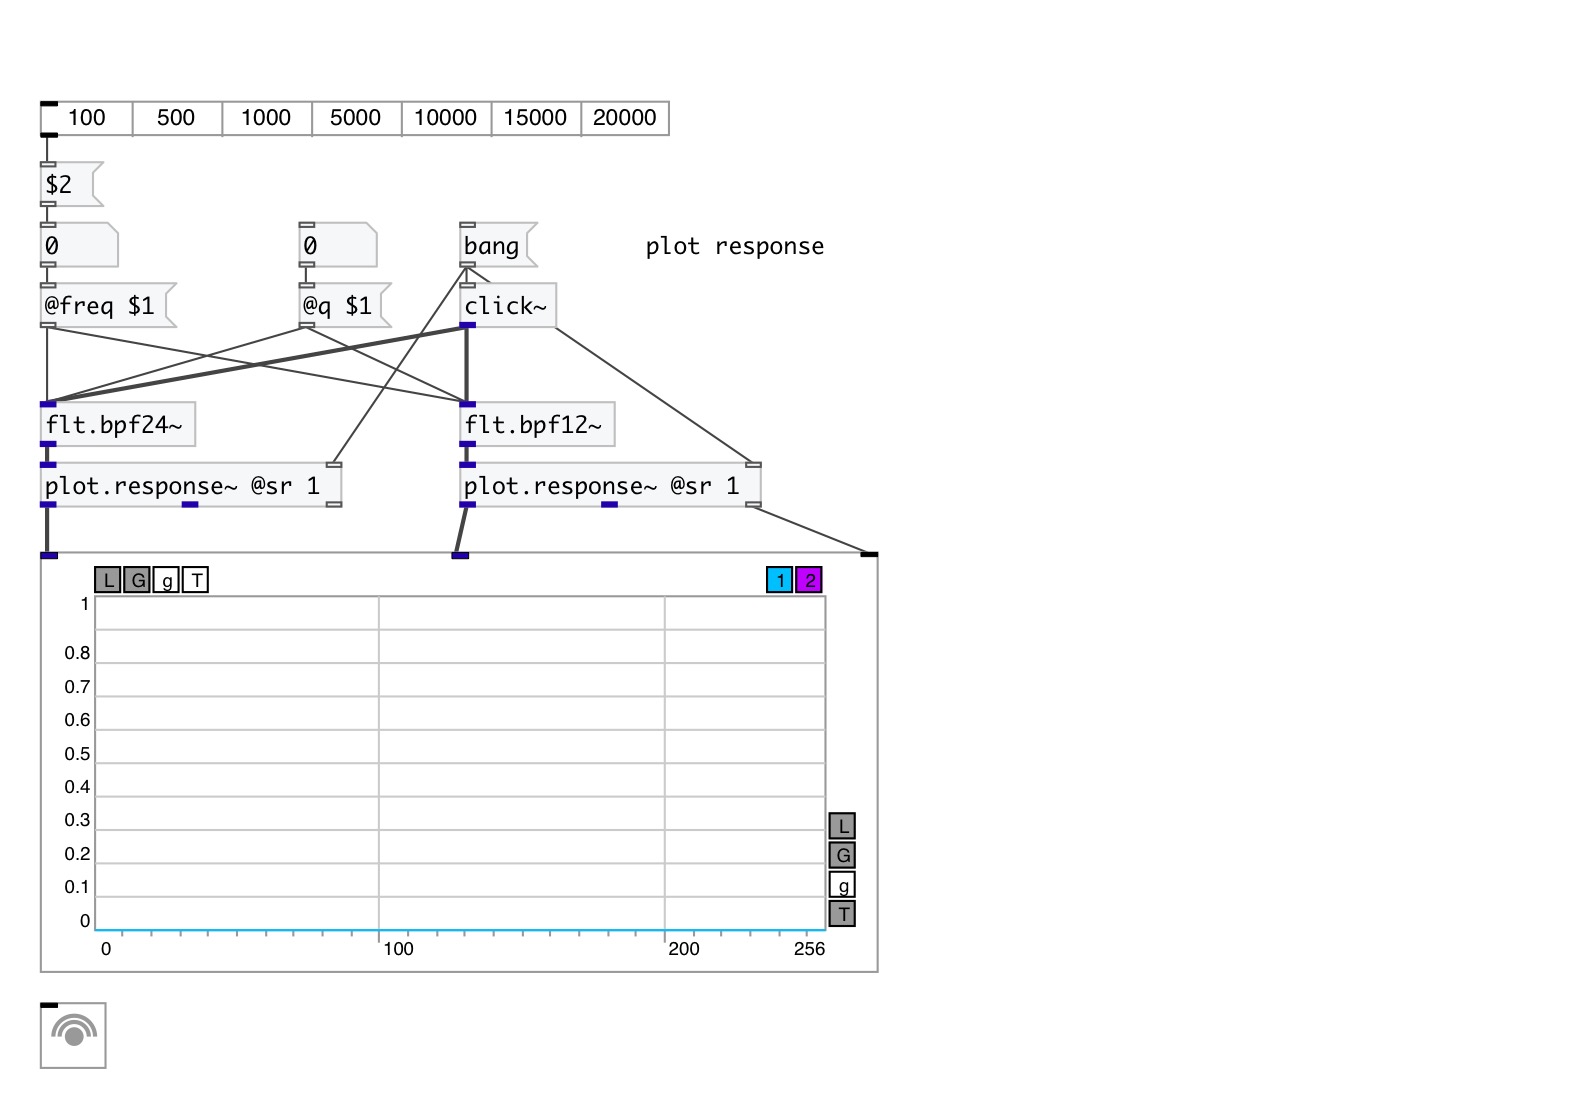 100 500 1000 5000 10000 15000 20000
$2
0 0 bang plot response
@freq $1 @q $1 click~
flt.bpf24~ flt.bpf12~
plot.response~ @sr 1 plot.response~ @sr 1
L G g T 1 2
1
0.8
0.7
0.6
0.5
0.4
0.3 L
0.2 G
0.1 g
0 T
0 100 200 256